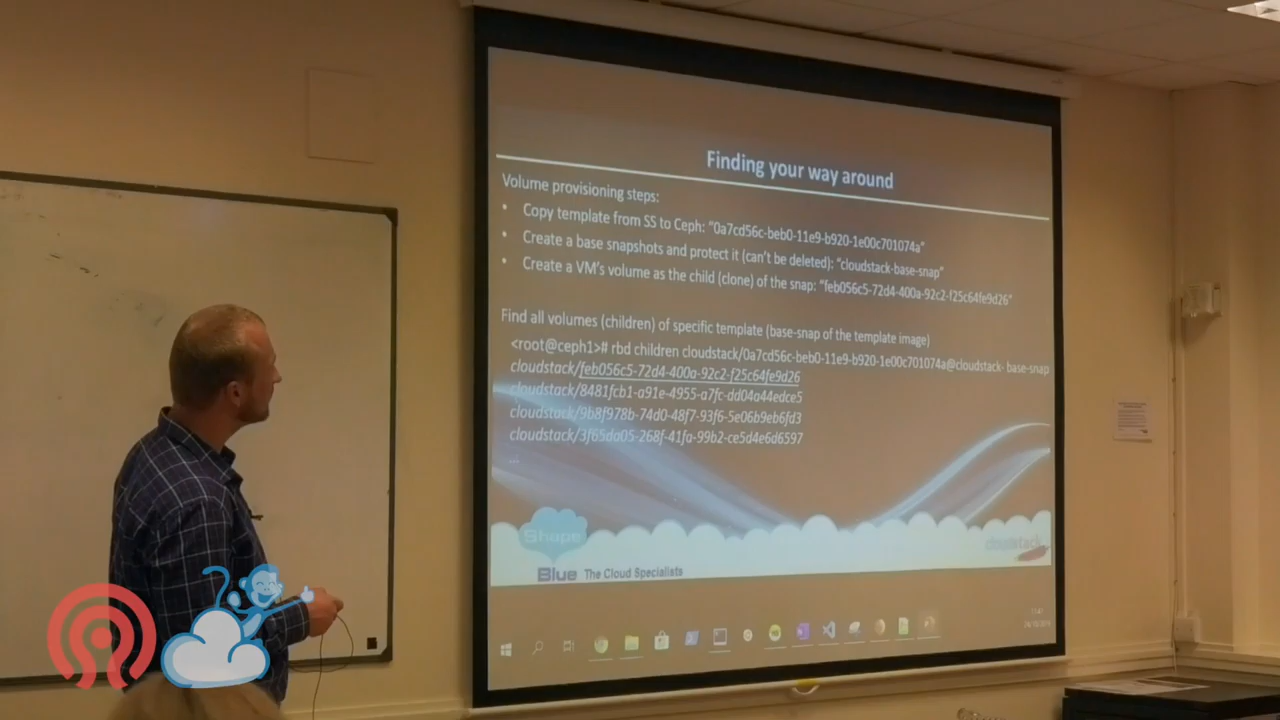 Finding your way around
Volume provisioning steps:
• Copy template from SS to Ceph: “0a7cd56c-beb0-11e9-b920-1e00c701074a”
• Create a base snapshots and protect it (can’t be deleted): “cloudstack-base-snap”
• Create a VM’s volume as the child (clone) of the snap: “feb056c5-72d4-400a-92c2-f25c64fe9d26”
Find all volumes (children) of specific template (base-snap of the template image)
<root@ceph1># rbd children cloudstack/0a7cd56c-beb0-11e9-b920-1e00c701074a@cloudstack- base-snap
cloudstack/feb056c5-72d4-400a-92c2-f25c64fe9d26
cloudstack/8481fcb1-a91e-4955-a7fc-dd04a44edce5
cloudstack/9b8f978b-74d0-48f7-93f6-5e06b9eb6fd3
cloudstack/3f65da05-268f-41fa-99b2-ce5d4e6d6597
Shape
Blue The Cloud Specialists
cloudstack